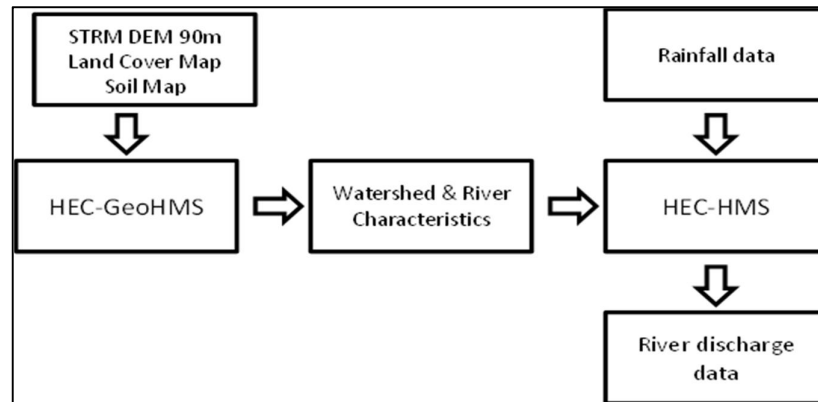 STRM DEM 90m
Land Cover Map
Soil Map
Rainfall data
HEC-GeoHMS
Watershed & River
Characteristics
HEC-HMS
River discharge
data